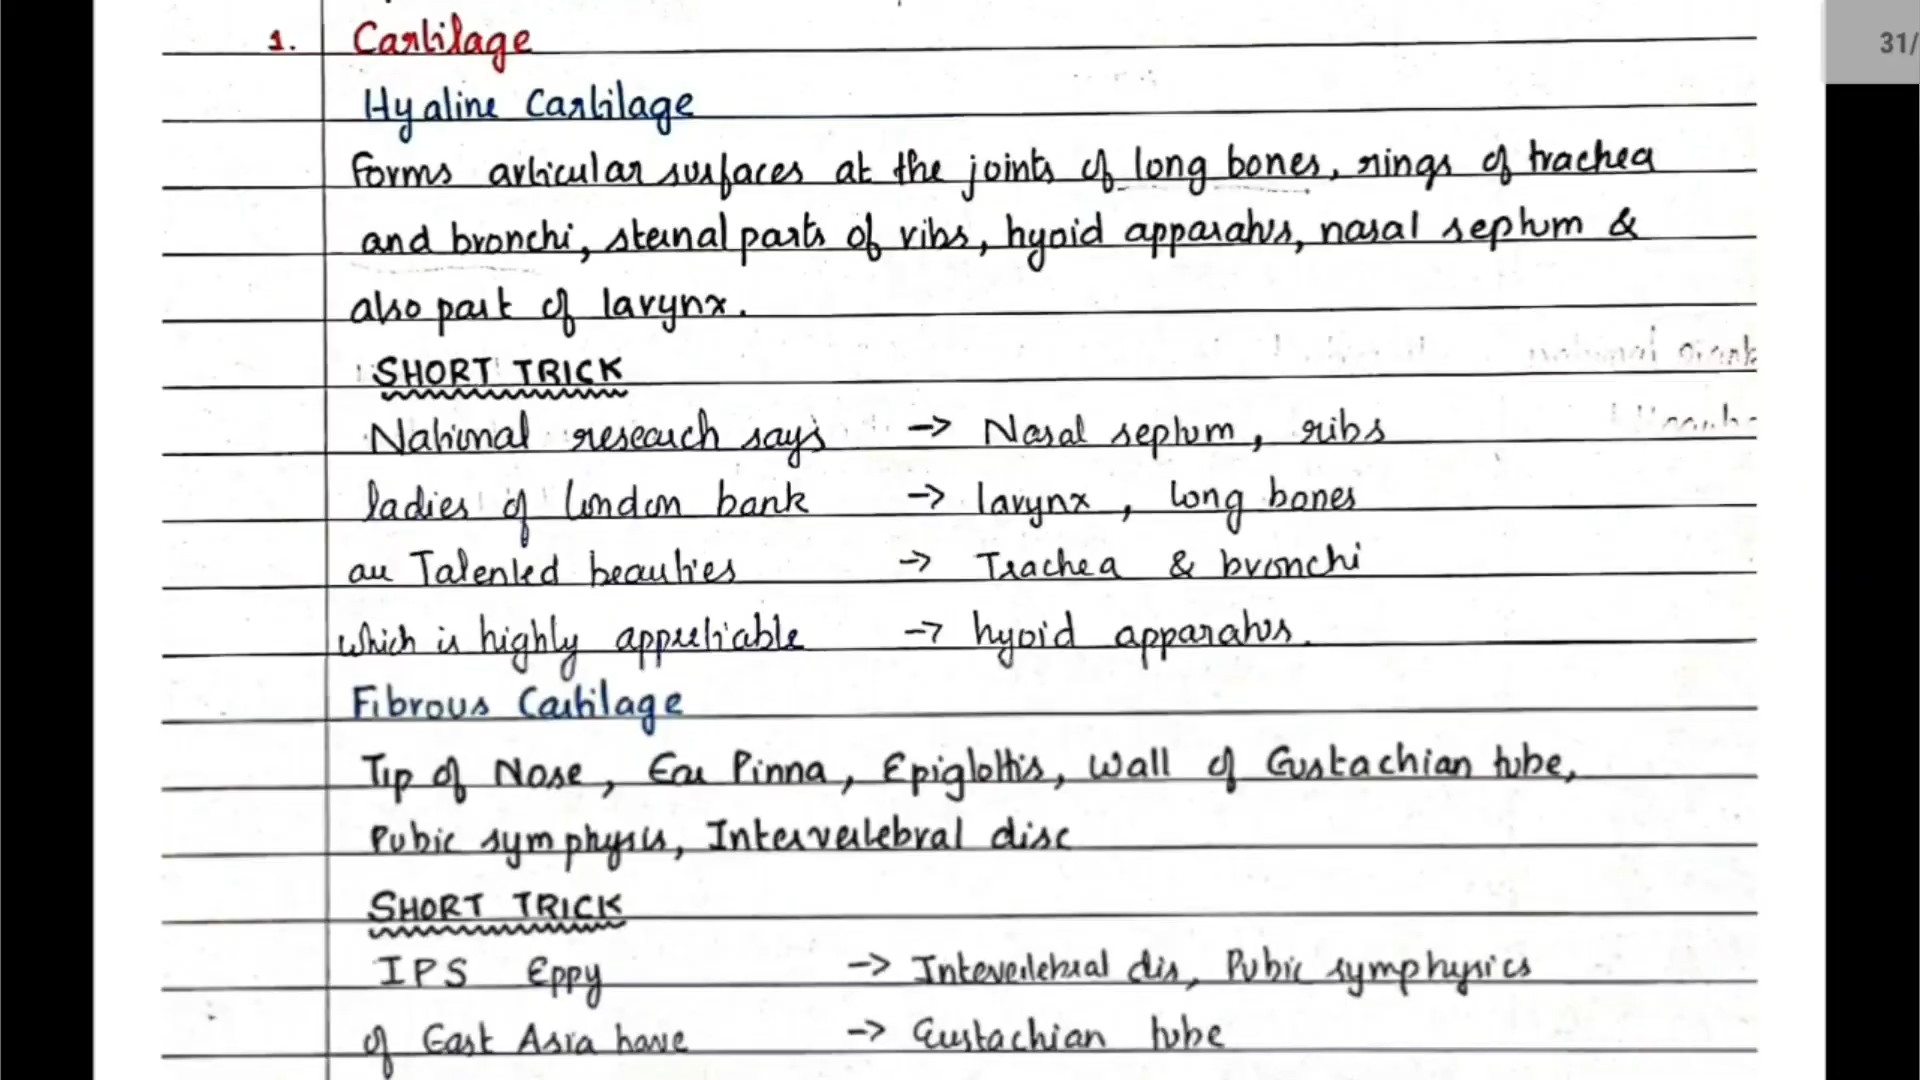 31/
1. Cartilage
Hyaline Cartilage
Forms articular surfaces at the joints of long bones, rings of trachea
and bronchi, sternal parts of ribs, hyoid apparatus, nasal septum &
also part of larynx.
SHORT TRICK
National research says → Nasal septum, ribs
ladies of London bank → larynx, long bones
are Talented beauties → Trachea & bronchi
which is highly → hyoid apparatus.
Fibrous Cartilage
Tip of Nose, Ear Pinna, Epiglottis, Wall of Eustachian tube,
Pubic symphysis, Intervertebral disc
SHORT TRICK
IPS Eppy → Intervertebral dis, Pubic symphysics
of East Asia have → Eustachian tube